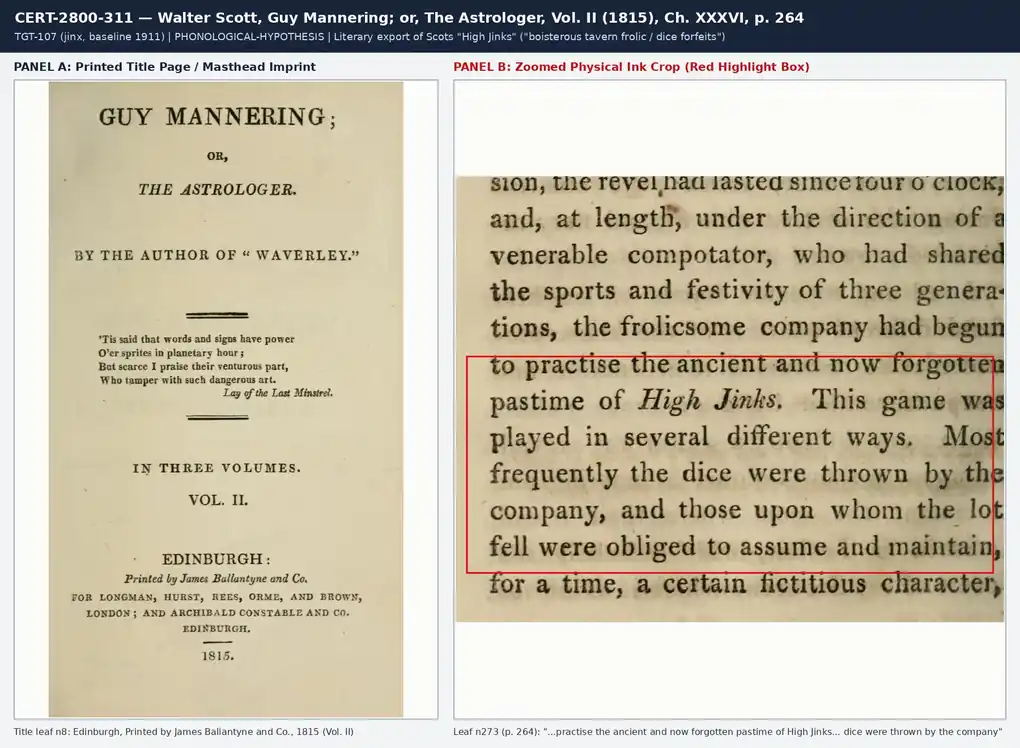 CERT-2800-311 — Walter Scott, Guy Mannering; or, The Astrologer, Vol. II (1815), Ch. XXXVI, p. 264
TGT-107 (jinx, baseline 1911) | PHONOLOGICAL-HYPOTHESIS | Literary export of Scots "High Jinks" ("boisterous tavern frolic / dice forfeits")
PANEL A: Printed Title Page / Masthead Imprint
GUY MANNERING;
OR,
THE ASTROLOGER.
BY THE AUTHOR OF “ WAVERLEY.”
'Tis said that words and signs have power
O'er sprites in planetary hour ;
But scarce I praise their venturous part,
Who tamper with such dangerous art.
Lay of the Last Minstrel.
IN THREE VOLUMES.
VOL. II.
EDINBURGH:
Printed by James Ballantyne and Co.
FOR LONGMAN, HURST, REES, ORME, AND BROWN,
LONDON ; AND ARCHIBALD CONSTABLE AND CO.
EDINBURGH.
1815.
Title leaf n8: Edinburgh, Printed by James Ballantyne and Co., 1815 (Vol. II)
PANEL B: Zoomed Physical Ink Crop (Red Highlight Box)
sion, the revel had lasted since four o'clock,
and, at length, under the direction of a
venerable compotator, who had shared
the sports and festivity of three genera-
tions, the frolicsome company had begun
to practise the ancient and now forgotten
pastime of High Jinks. This game was
played in several different ways. Most
frequently the dice were thrown by the
company, and those upon whom the lot
fell were obliged to assume and maintain,
for a time, a certain fictitious character,
Leaf n273 (p. 264): "...practise the ancient and now forgotten pastime of High Jinks... dice were thrown by the company"